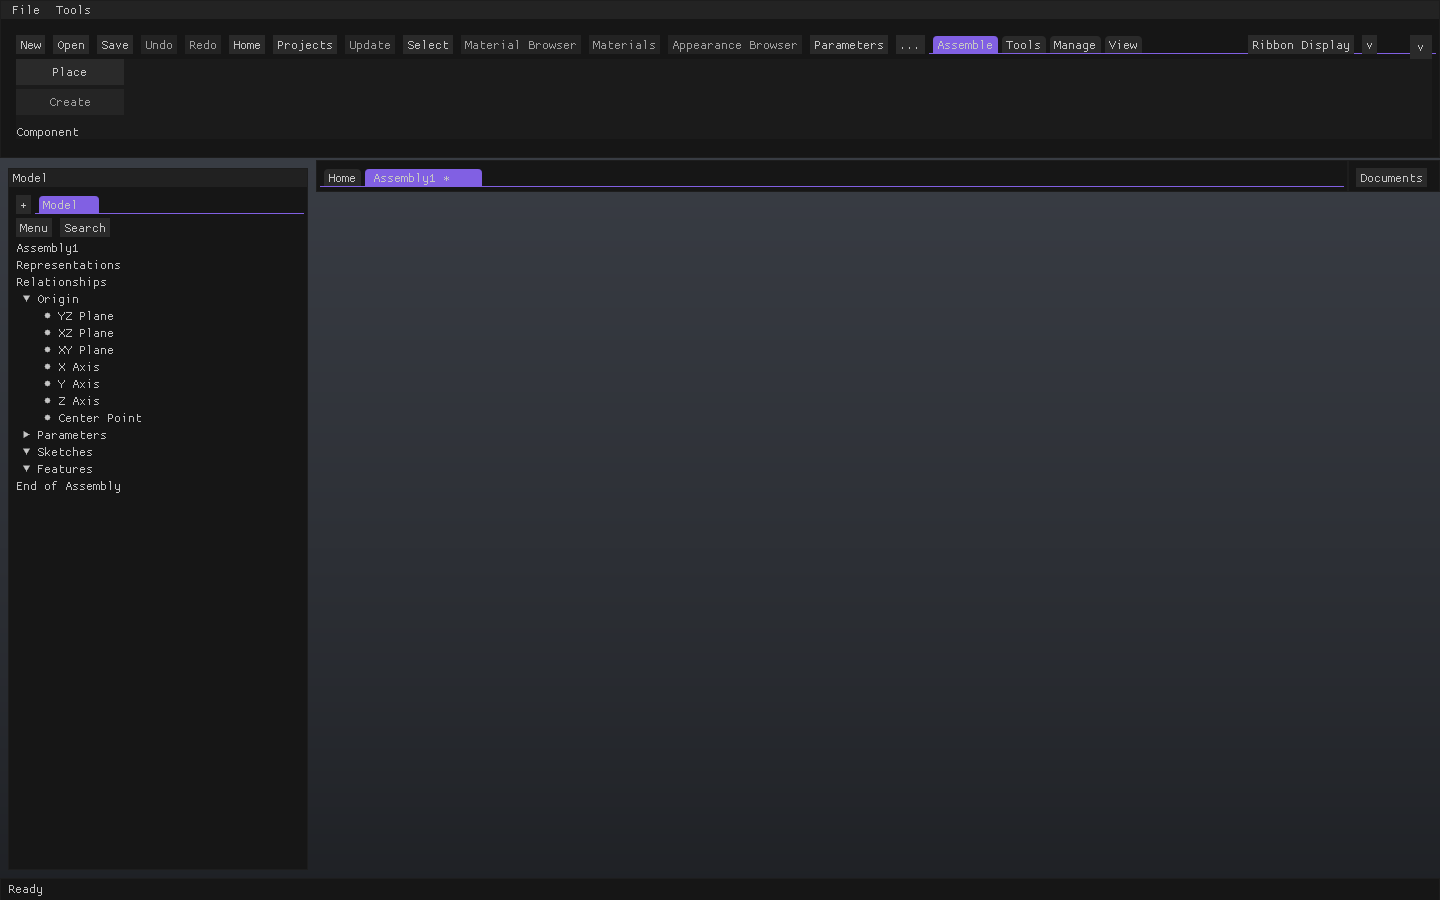 File Tools
New Open Save Undo Redo Home Projects Update Select Material Browser Materials Appearance Browser Parameters ... Assemble Tools Manage View Ribbon Display v v
Place
Create
Component
Model
Home Assembly1 * Documents
+ Model
Menu Search
Assembly1
Representations
Relationships
Origin
YZ Plane
XZ Plane
XY Plane
X Axis
Y Axis
Z Axis
Center Point
Parameters
Sketches
Features
End of Assembly
Ready